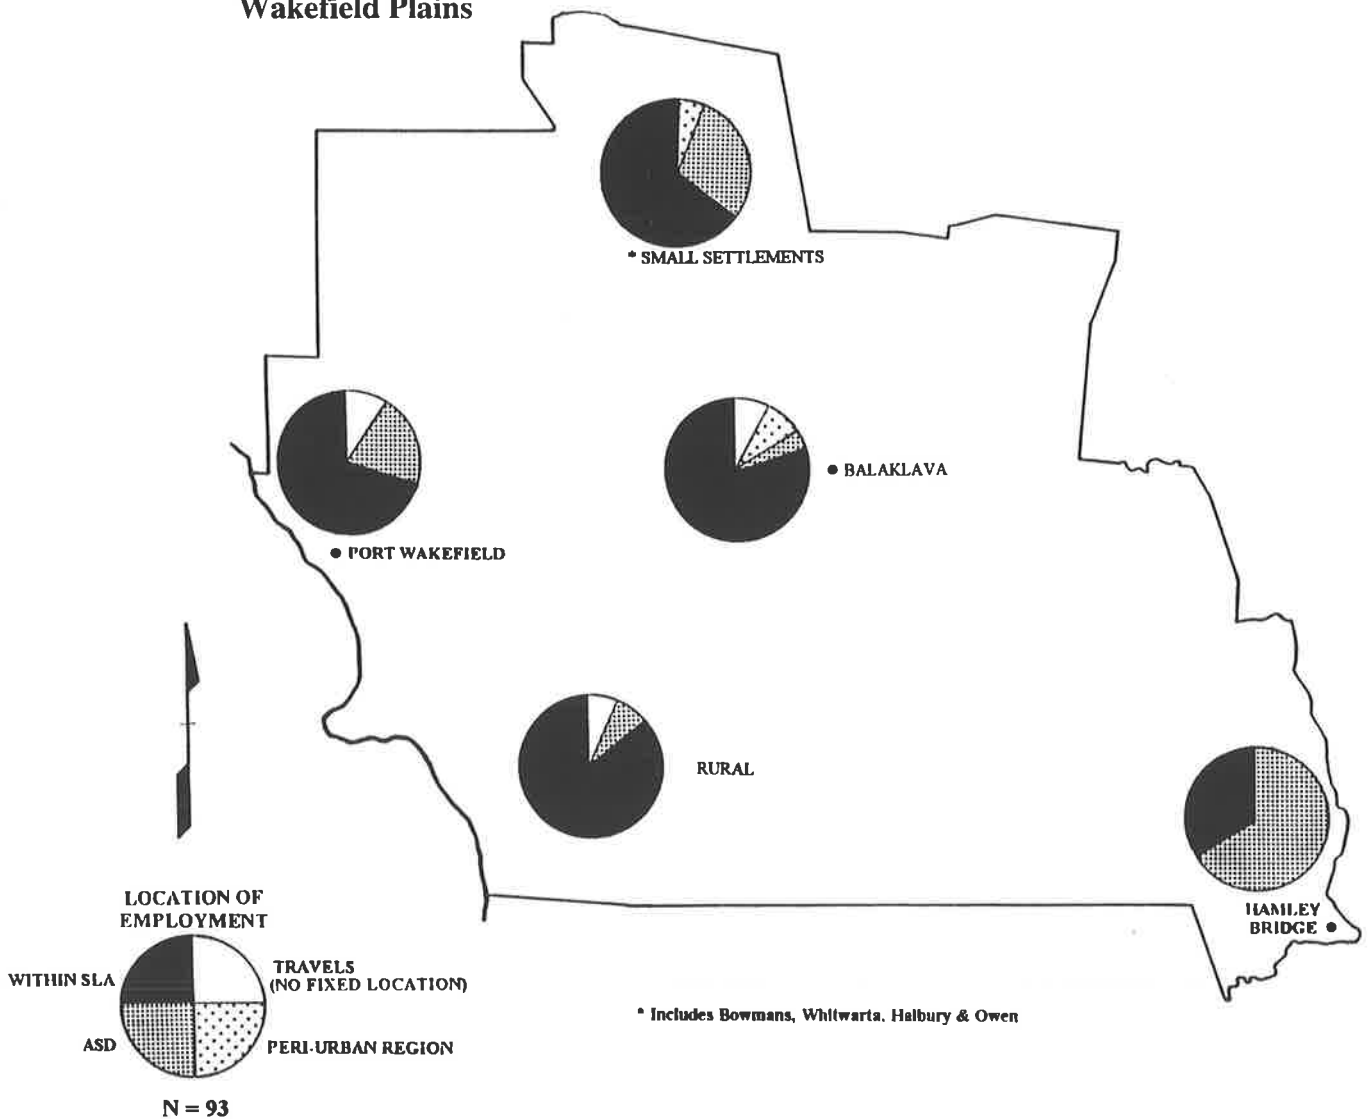 Wakefield Plains
* SMALL SETTLEMENTS
BALAKLAVA
PORT WAKEFIELD
RURAL
HAMLEY
BRIDGE
LOCATION OF
EMPLOYMENT
WITHIN SLA
TRAVELS
(NO FIXED LOCATION)
ASD
PERI-URBAN REGION
N = 93
* Includes Bowmans, Whitwarta, Halbury & Owen